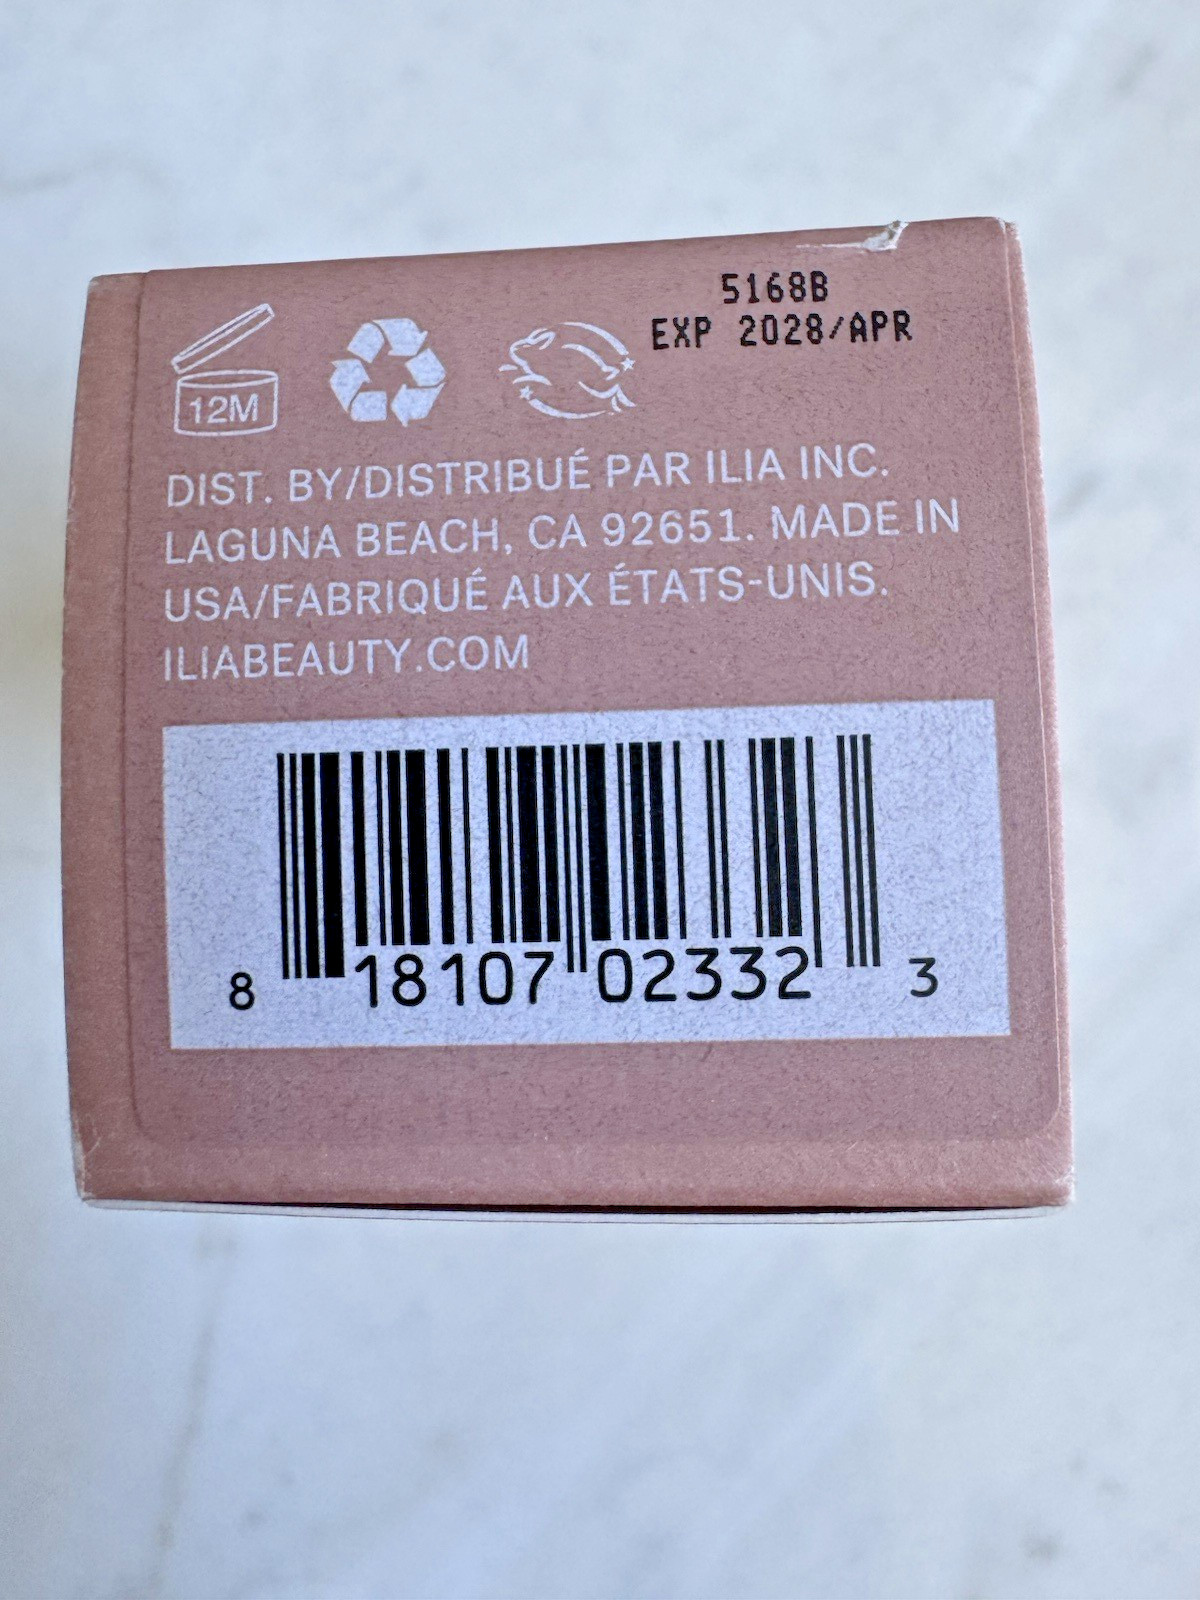 5168B
EXP 2028/APR
12M
DIST. BY/DISTRIBUÉ PAR ILIA INC.
LAGUNA BEACH, CA 92651. MADE IN
USA/FABRIQUÉ AUX ÉTATS-UNIS.
ILIABEAUTY.COM
8 18107 02332 3